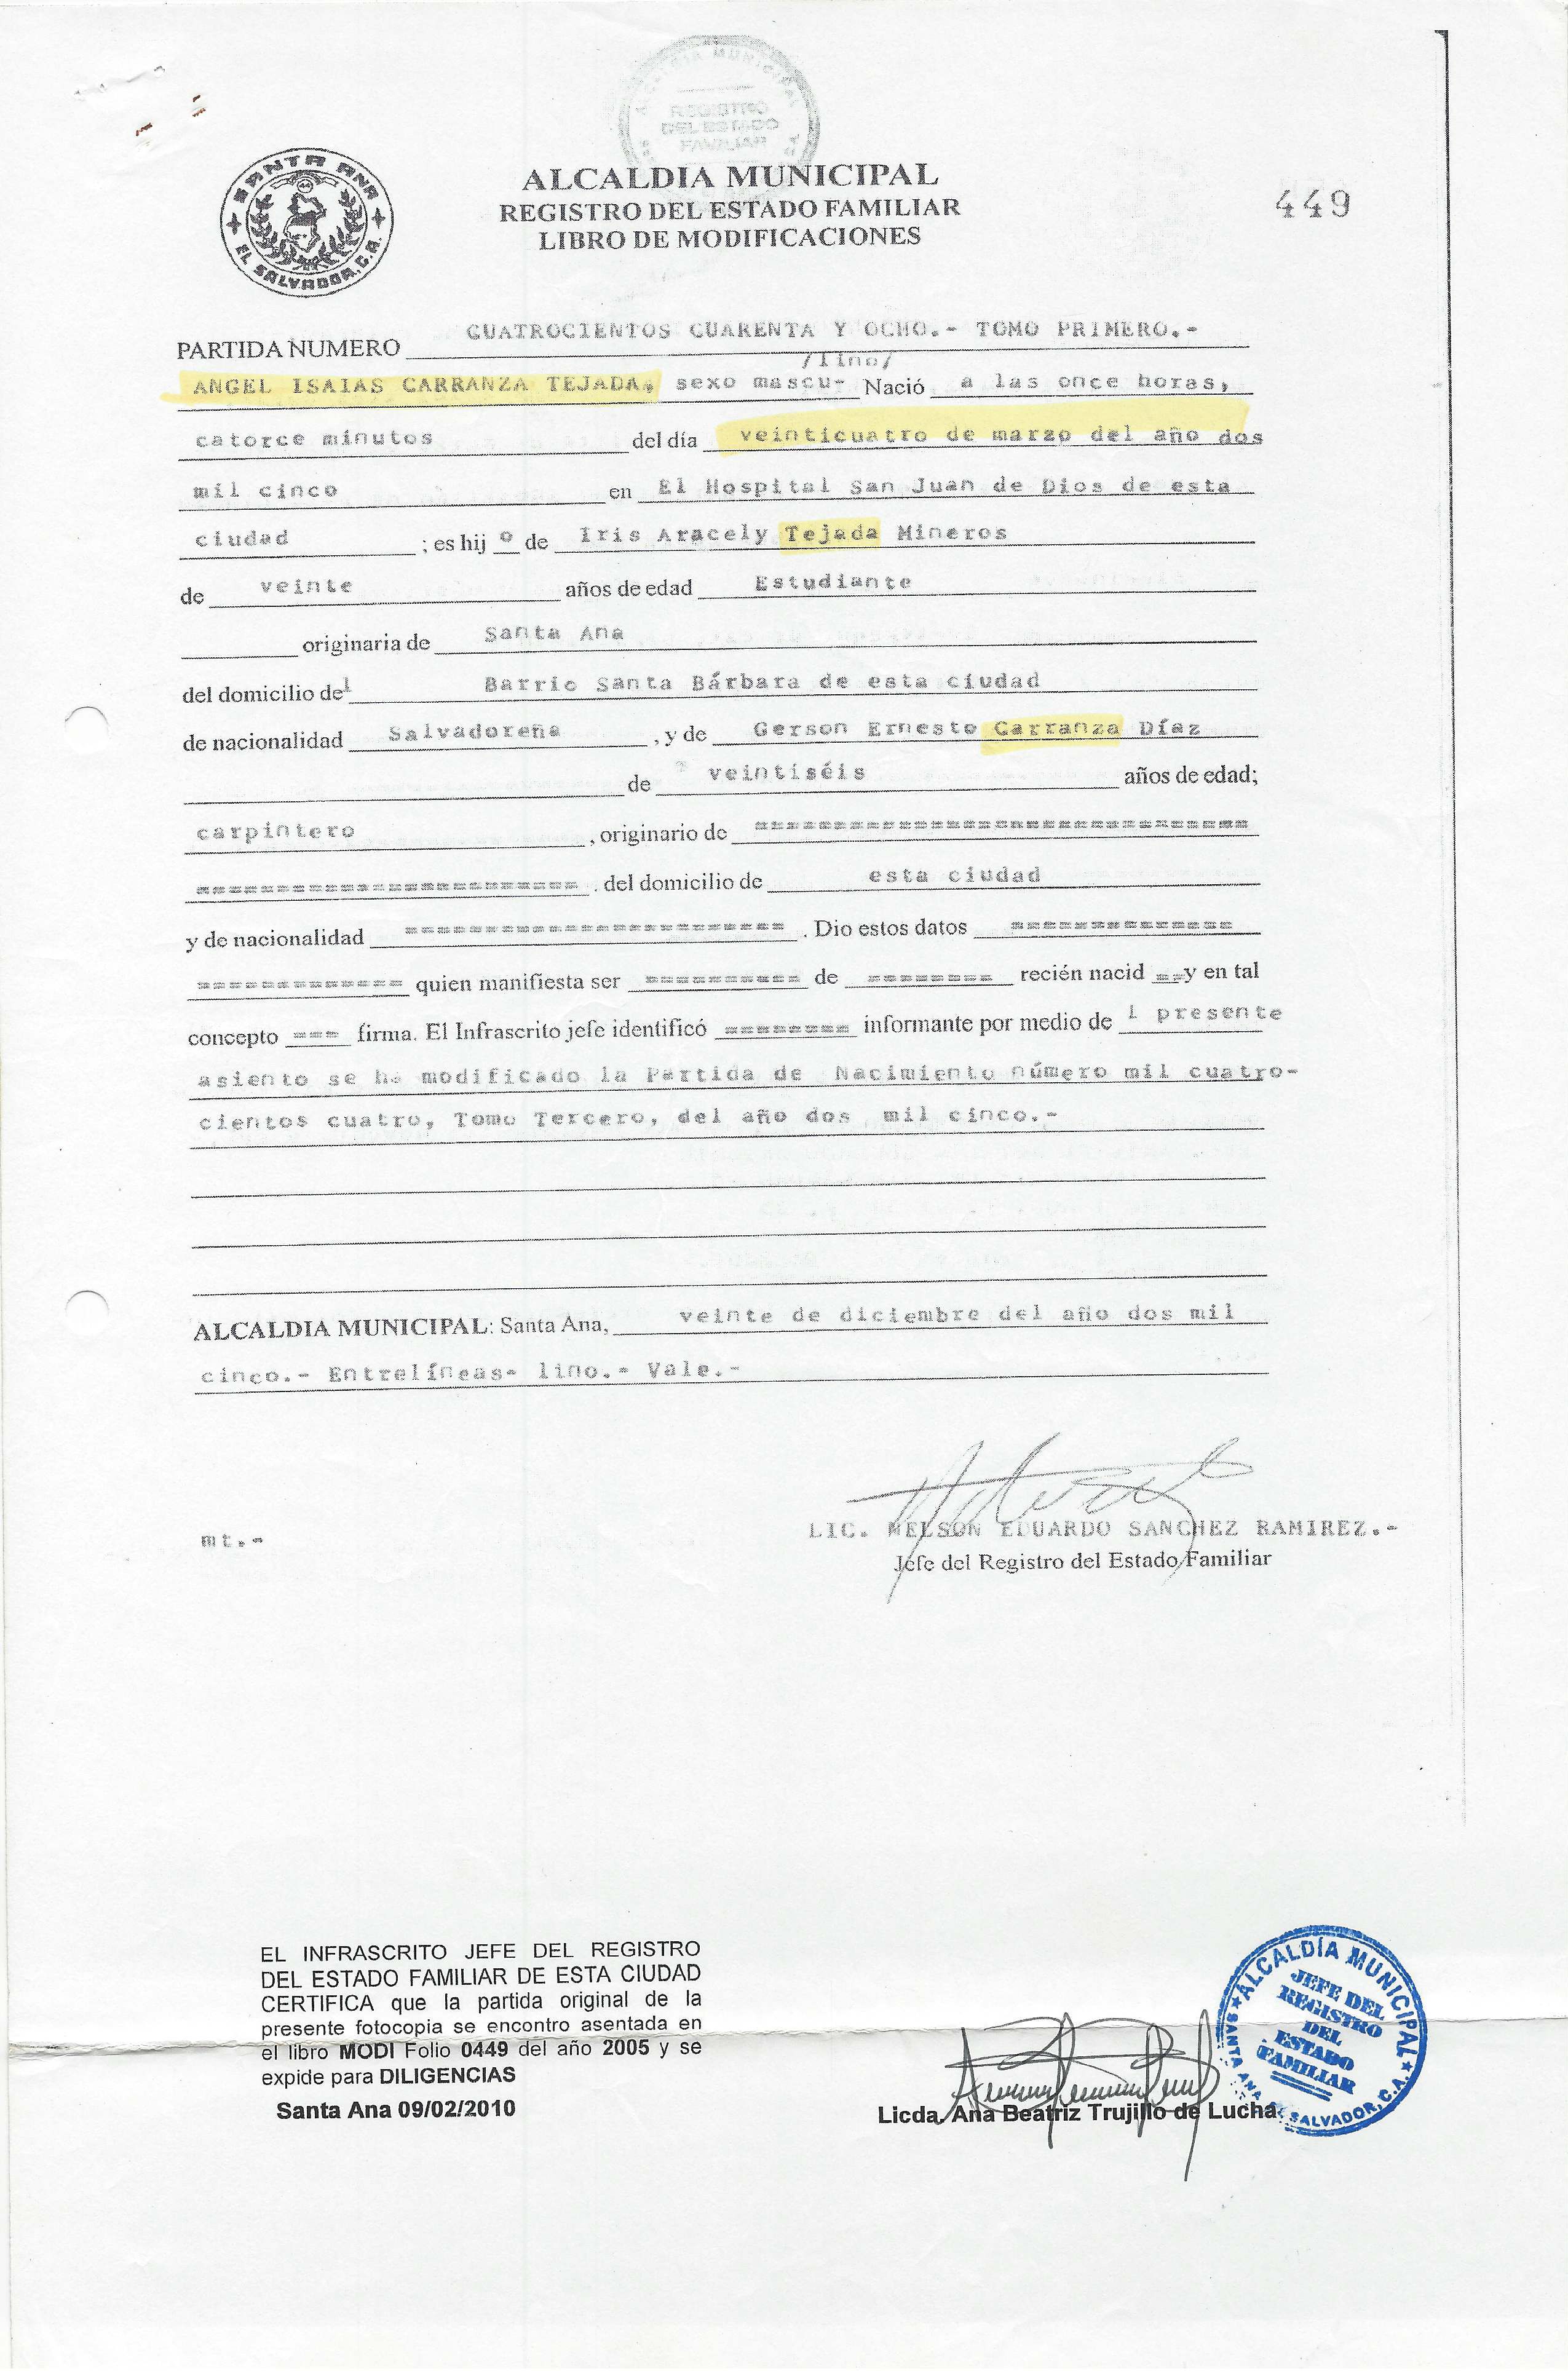 ALCALDIA MUNICIPAL
REGISTRO
DEL ESTADO
FAMILIAR
SANTA ANA
EL SALVADOR, C.A.
ALCALDIA MUNICIPAL
REGISTRO DEL ESTADO FAMILIAR
LIBRO DE MODIFICACIONES
449
PARTIDA NUMERO CUATROCIENTOS CUARENTA Y OCHO.- TOMO PRIMERO.-
/lino/
ANGEL ISAIAS CARRANZA TEJADA, sexo mascu- Nació a las once horas,
catorce minutos del día veinticuatro de marzo del año dos
mil cinco en El Hospital San Juan de Dios de esta
ciudad ; es hij o de Iris Aracely Tejada Mineros
de veinte años de edad Estudiante
originaria de Santa Ana
del domicilio del Barrio Santa Bárbara de esta ciudad
de nacionalidad Salvadoreña , y de Gerson Ernesto Carranza Díaz
de veintiséis años de edad;
carpintero , originario de ===============================
======================== . del domicilio de esta ciudad
y de nacionalidad ======================== . Dio estos datos ==============
============= quien manifiesta ser ========== de ======== recién nacid == y en tal
concepto === firma. El Infrascrito jefe identificó ======== informante por medio de l presente
asiento se ha modificado la Partida de Nacimiento número mil cuatro-
cientos cuatro, Tomo Tercero, del año dos mil cinco.-
ALCALDIA MUNICIPAL: Santa Ana, veinte de diciembre del año dos mil
cinco.- Entrelíneas- lino.- Vale.-
mt.-
LIC. NELSON EDUARDO SANCHEZ RAMIREZ.-
Jefe del Registro del Estado Familiar
EL INFRASCRITO JEFE DEL REGISTRO
DEL ESTADO FAMILIAR DE ESTA CIUDAD
CERTIFICA que la partida original de la
presente fotocopia se encontro asentada en
el libro MODI Folio 0449 del año 2005 y se
expide para DILIGENCIAS
Santa Ana 09/02/2010
Licda. Ana Beatriz Trujillo de Lucha
ALCALDÍA MUNICIPAL
JEFE DEL
REGISTRO
DEL
ESTADO
FAMILIAR
SANTA ANA EL SALVADOR, C.A.